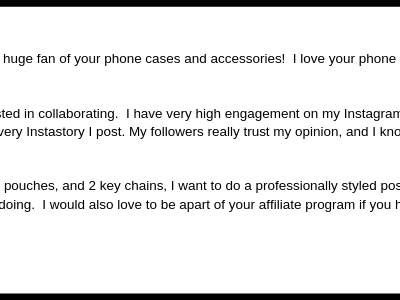 huge fan of your phone cases and accessories!  I love your phone
sted in collaborating.  I have very high engagement on my Instagram
very Instastory I post. My followers really trust my opinion, and I kno
pouches, and 2 key chains, I want to do a professionally styled pos
doing.  I would also love to be apart of your affiliate program if you h